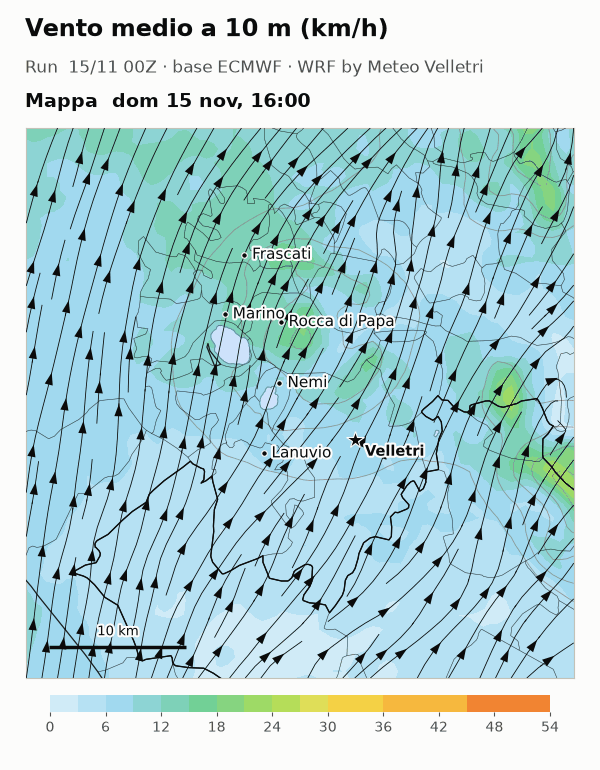 Vento medio a 10 m (km/h)
Run  15/11 00Z · base ECMWF · WRF by Meteo Velletri
Mappa  dom 15 nov, 16:00
Frascati
Marino
Rocca di Papa
Nemi
Velletri
Lanuvio
10 km
0 6 12 18 24 30 36 42 48 54